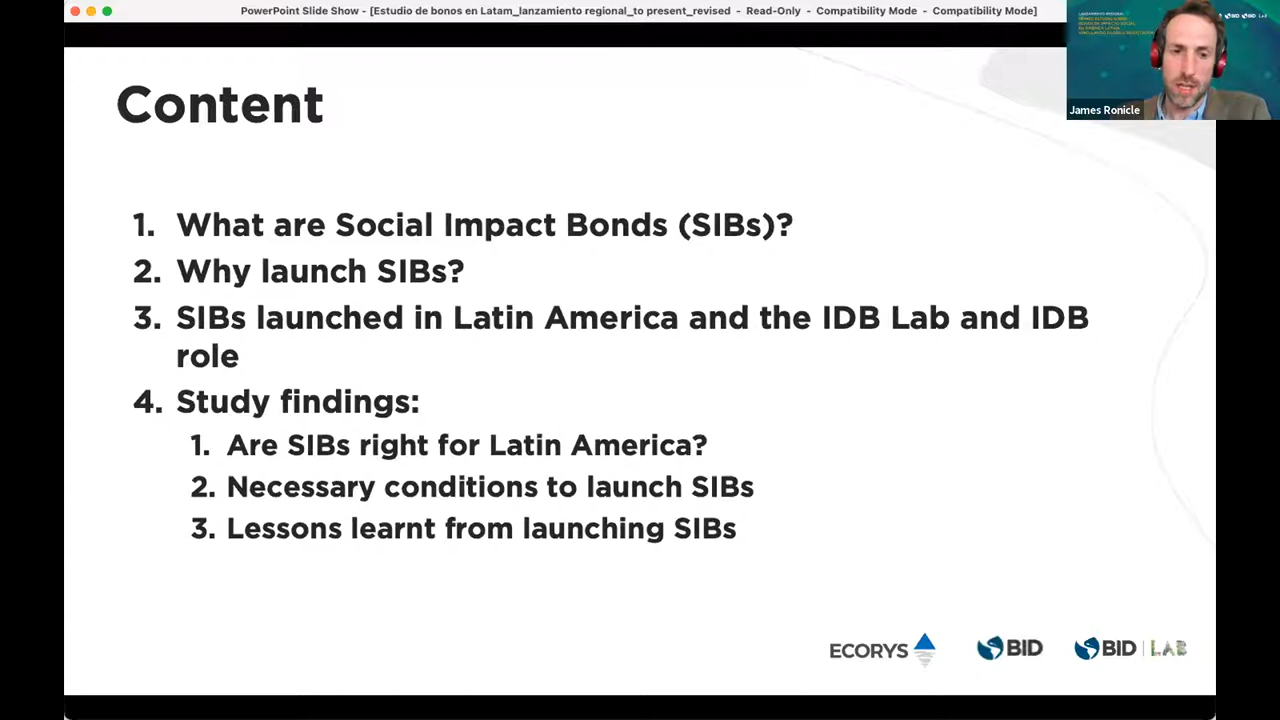 PowerPoint Slide Show - [Estudio de bonos en Latam_lanzamiento regional_to present_revised - Read-Only - Compatibility Mode - Compatibility Mode]
James Ronicle
Content
1. What are Social Impact Bonds (SIBs)?
2. Why launch SIBs?
3. SIBs launched in Latin America and the IDB Lab and IDB
role
4. Study findings:
1. Are SIBs right for Latin America?
2. Necessary conditions to launch SIBs
3. Lessons learnt from launching SIBs
ECORYS BID BID | LAB